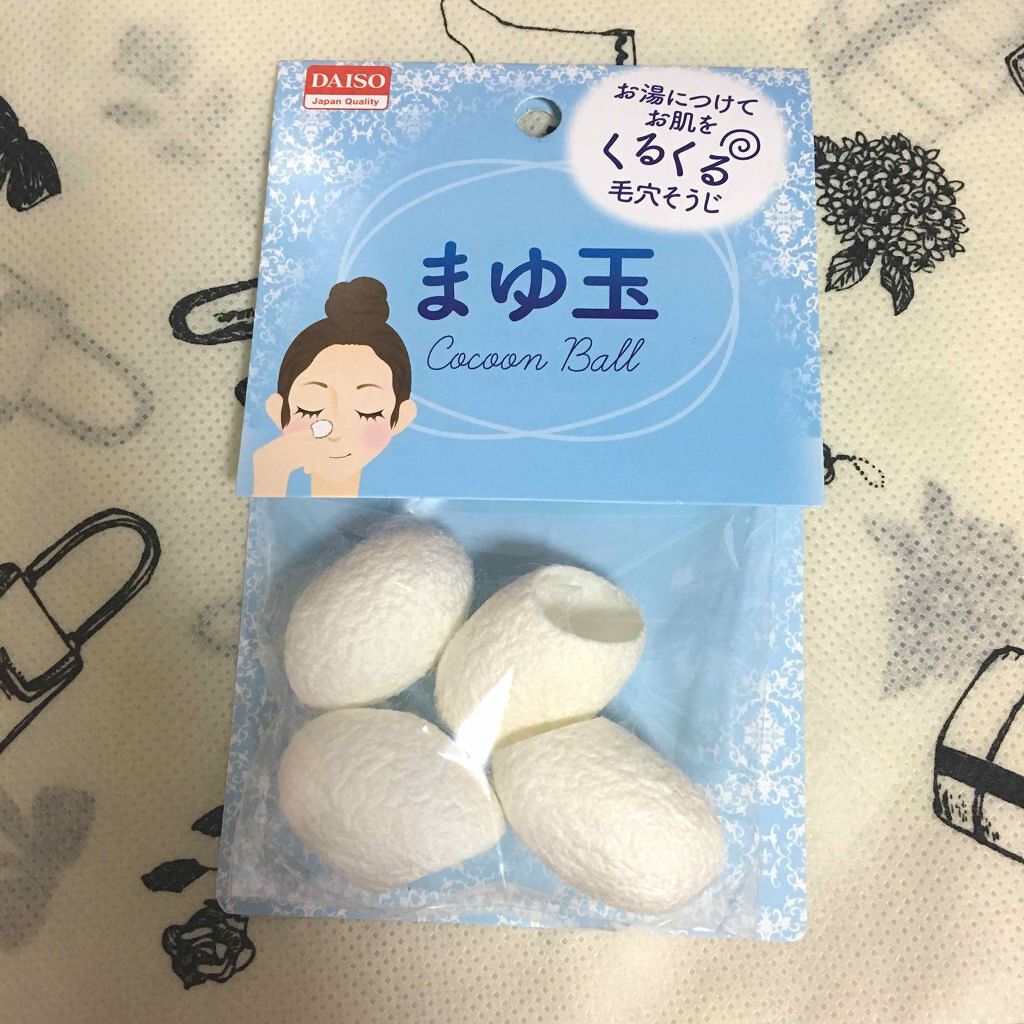 DAISO
Japan Quality
お湯につけて
お肌を
くるくる
毛穴そうじ
まゆ玉
Cocoon Ball